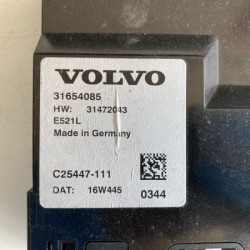 VOLVO
31654085
HW: 31472043
E521L
Made in Germany
C25447-111
DAT: 16W445
0344